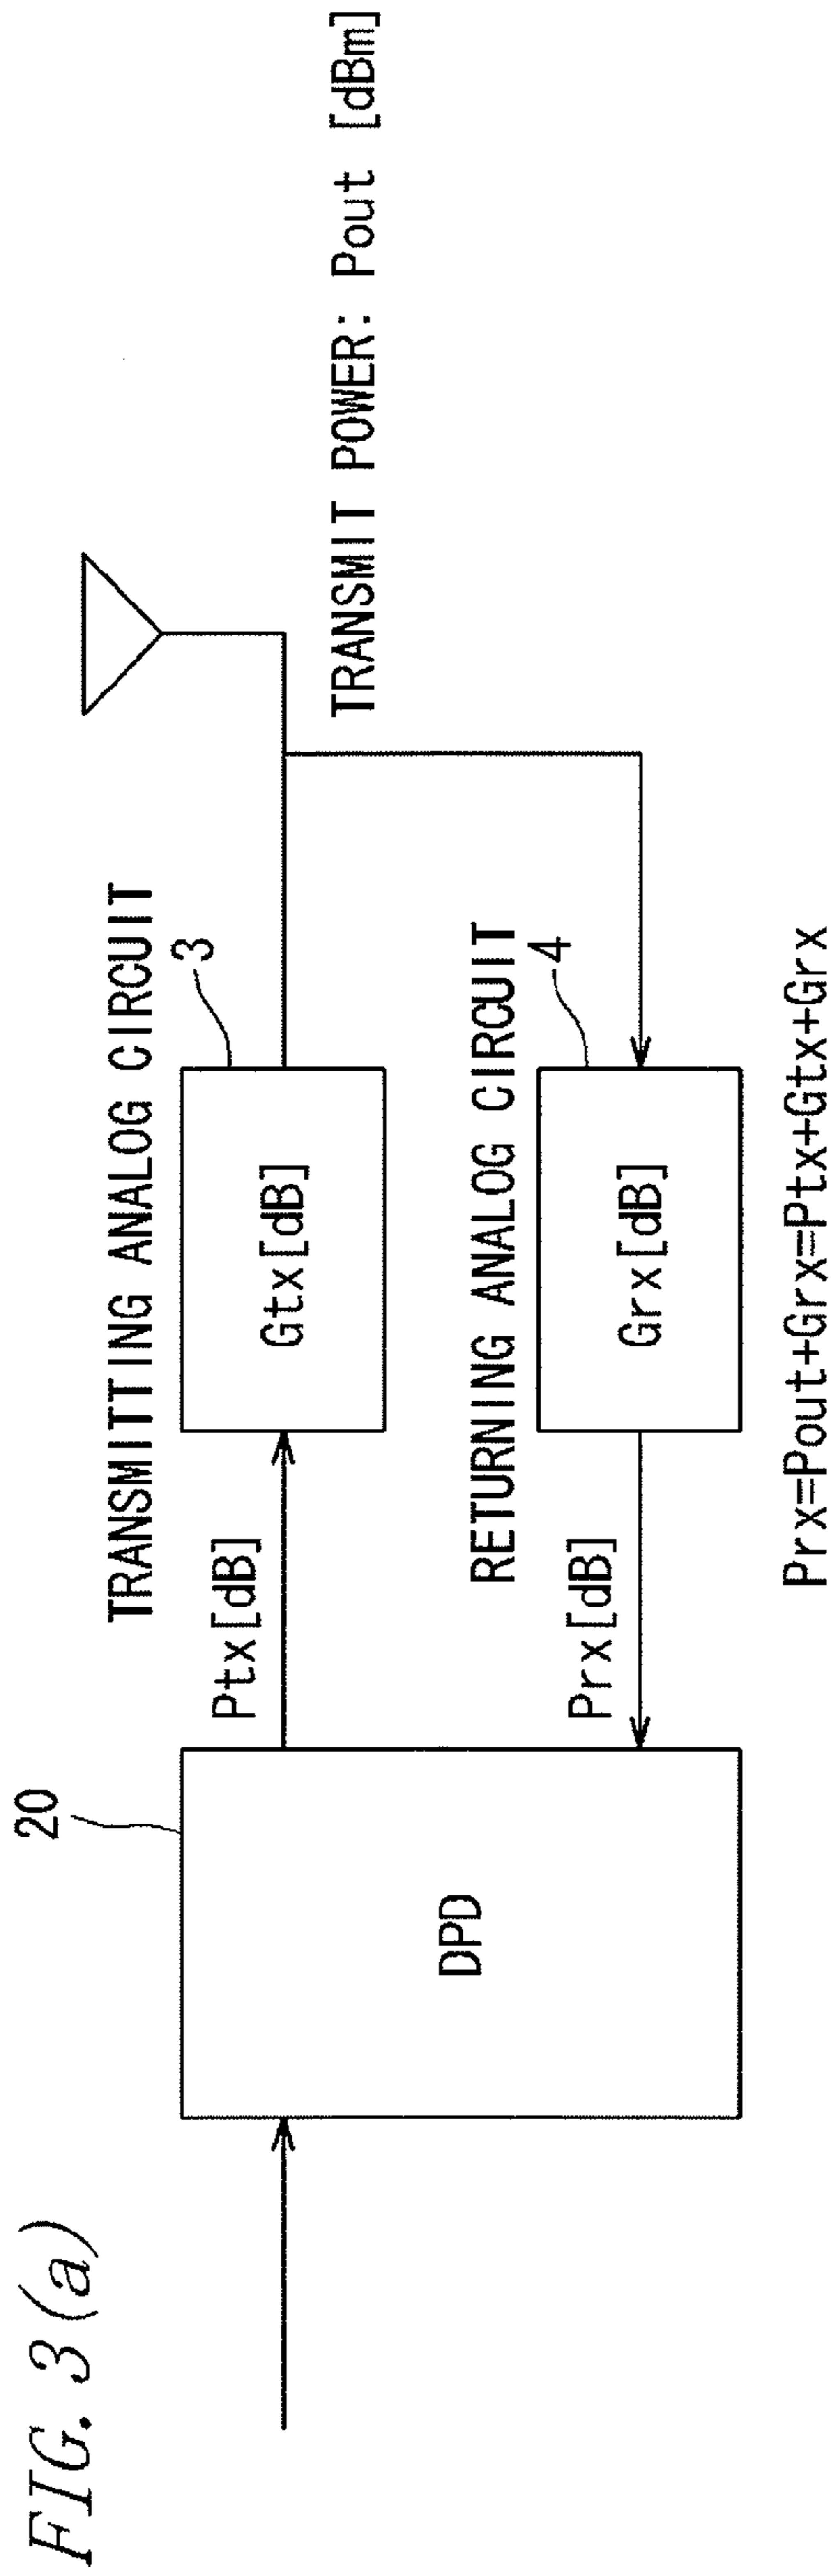 FIG. 3(a)
20
DPD
Ptx[dB]
Prx[dB]
TRANSMITTING ANALOG CIRCUIT
3
Gtx[dB]
RETURNING ANALOG CIRCUIT
4
Grx[dB]
TRANSMIT POWER: Pout [dBm]
Prx=Pout+Grx=Ptx+Gtx+Grx